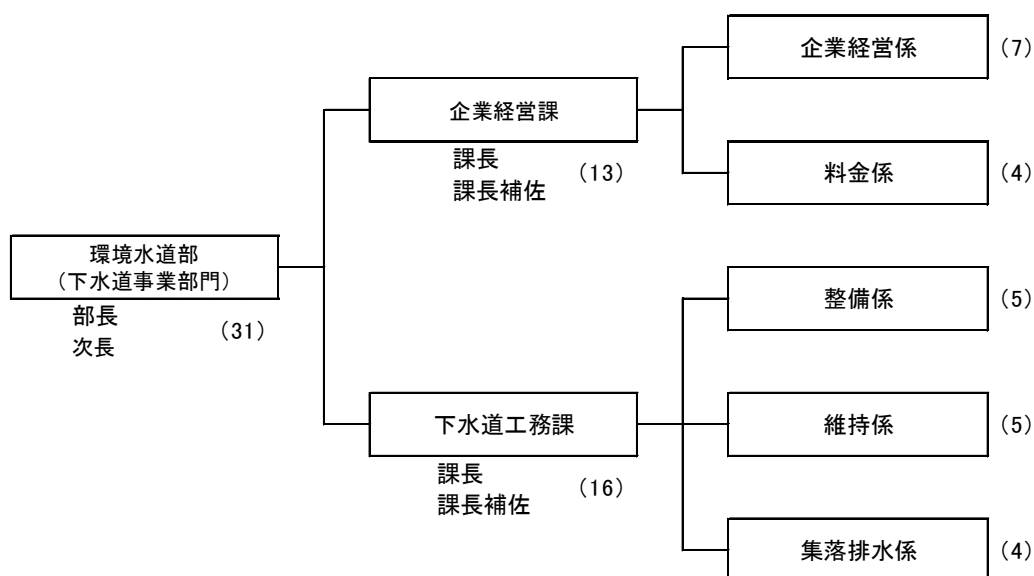 環境水道部
（下水道事業部門）
部長
次長
（31）
企業経営課
課長
課長補佐
（13）
企業経営係
（7）
料金係
（4）
下水道工務課
課長
課長補佐
（16）
整備係
（5）
維持係
（5）
集落排水係
（4）